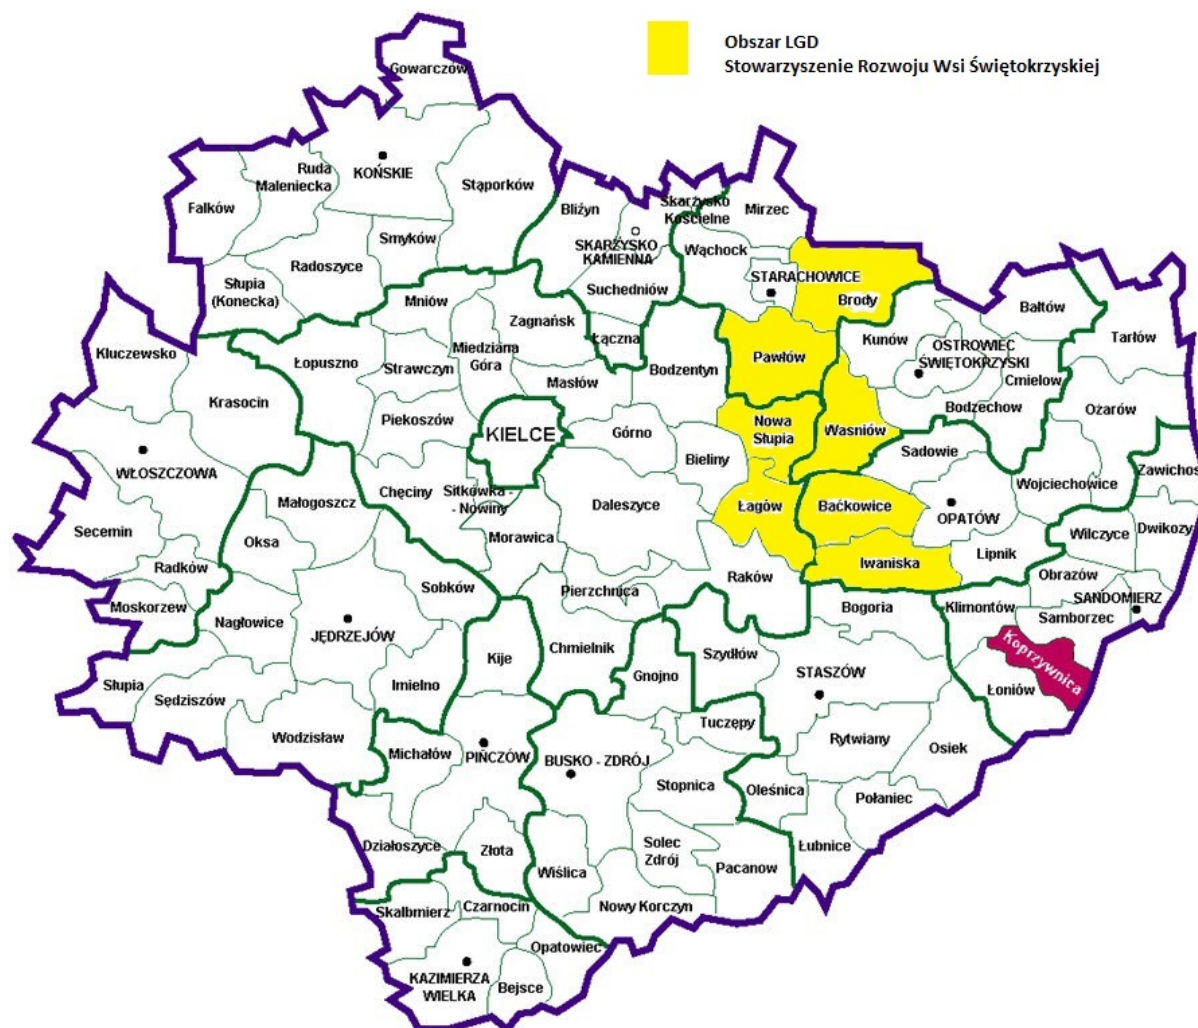 Obszar LGD
Stowarzyszenie Rozwoju Wsi Świętokrzyskiej
Gowarczów
Ruda
Maleniecka
KOŃSKIE
Stąporków
Fałków
Smyków
Radoszyce
Słupia
(Konecka)
Bliżyn
Skarżysko
Kościelne
Mirzec
SKARŻYSKO
KAMIENNA
Wąchock
STARACHOWICE
Suchedniów
Brody
Mniów
Zagnańsk
Łączna
Bałtów
Kluczewsko
Łopuszno
Strawczyn
Miedziana
Góra
Masłów
Bodzentyn
Pawłów
Kunów
OSTROWIEC
ŚWIĘTOKRZYSKI
Tarłów
Cmielow
Krasocin
Piekoszów
KIELCE
Górno
Nowa
Słupia
Wasniów
Bodzechow
Ożarów
WŁOSZCZOWA
Bieliny
Sadowie
Zawichost
Małogoszcz
Chęciny
Sitkówka -
- Nowiny
Daleszyce
Łagów
Baćkowice
OPATÓW
Wojciechowice
Secemin
Oksa
Morawica
Wilczyce
Dwikozy
Radków
Iwaniska
Lipnik
Moskorzew
Sobków
Pierzchnica
Raków
Obrazów
Nagłowice
JĘDRZEJÓW
Bogoria
Klimontów
SANDOMIERZ
Samborzec
Kije
Chmielnik
Szydłów
Koprzywnica
Słupia
Sędziszów
Imielno
Gnojno
STASZÓW
Łoniów
Wodzisław
Michałów
PIŃCZÓW
BUSKO - ZDRÓJ
Tuczępy
Rytwiany
Osiek
Stopnica
Oleśnica
Połaniec
Działoszyce
Złota
Wiślica
Solec
Zdrój
Pacanow
Łubnice
Skalbmierz
Czarnocin
Nowy Korczyn
Opatowiec
KAZIMIERZA
WIELKA
Bejsce